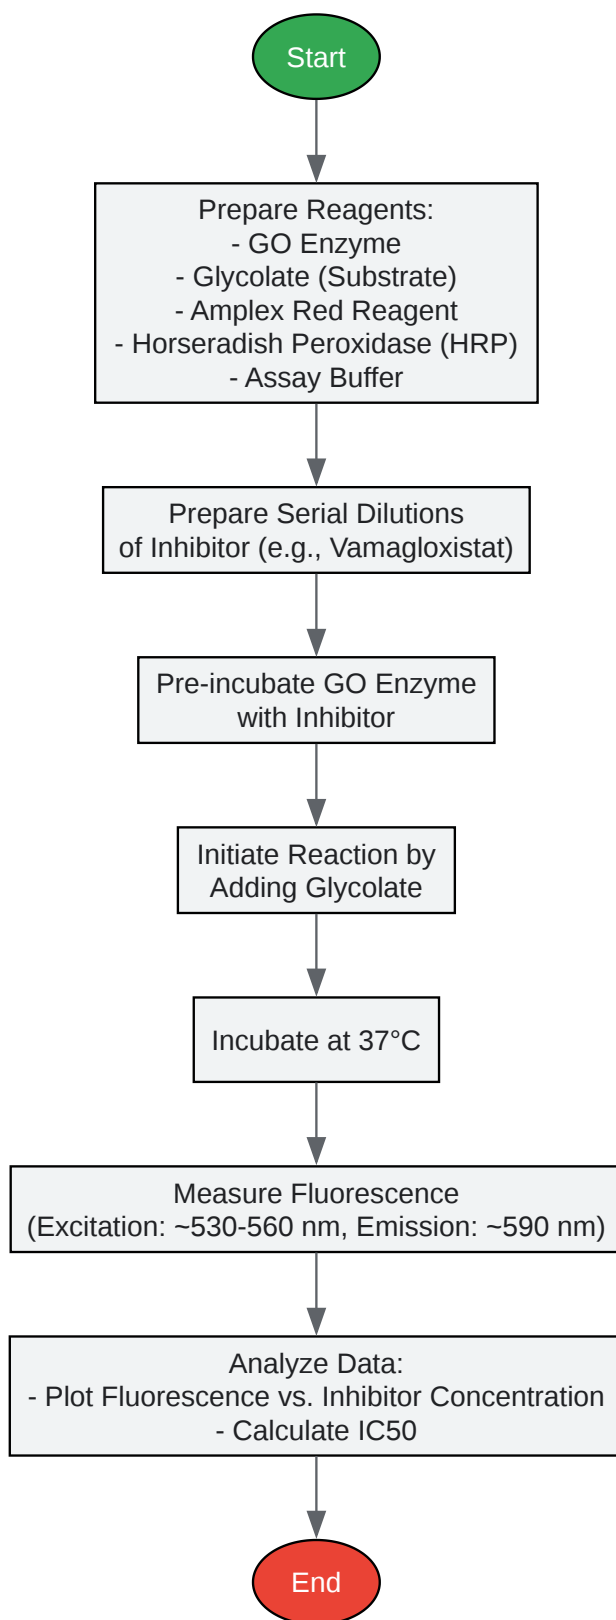 Start
Prepare Reagents:
- GO Enzyme
- Glycolate (Substrate)
- Amplex Red Reagent
- Horseradish Peroxidase (HRP)
- Assay Buffer
Prepare Serial Dilutions
of Inhibitor (e.g., Vamagloxistat)
Pre-incubate GO Enzyme
with Inhibitor
Initiate Reaction by
Adding Glycolate
Incubate at 37°C
Measure Fluorescence
(Excitation: ~530-560 nm, Emission: ~590 nm)
Analyze Data:
- Plot Fluorescence vs. Inhibitor Concentration
- Calculate IC50
End